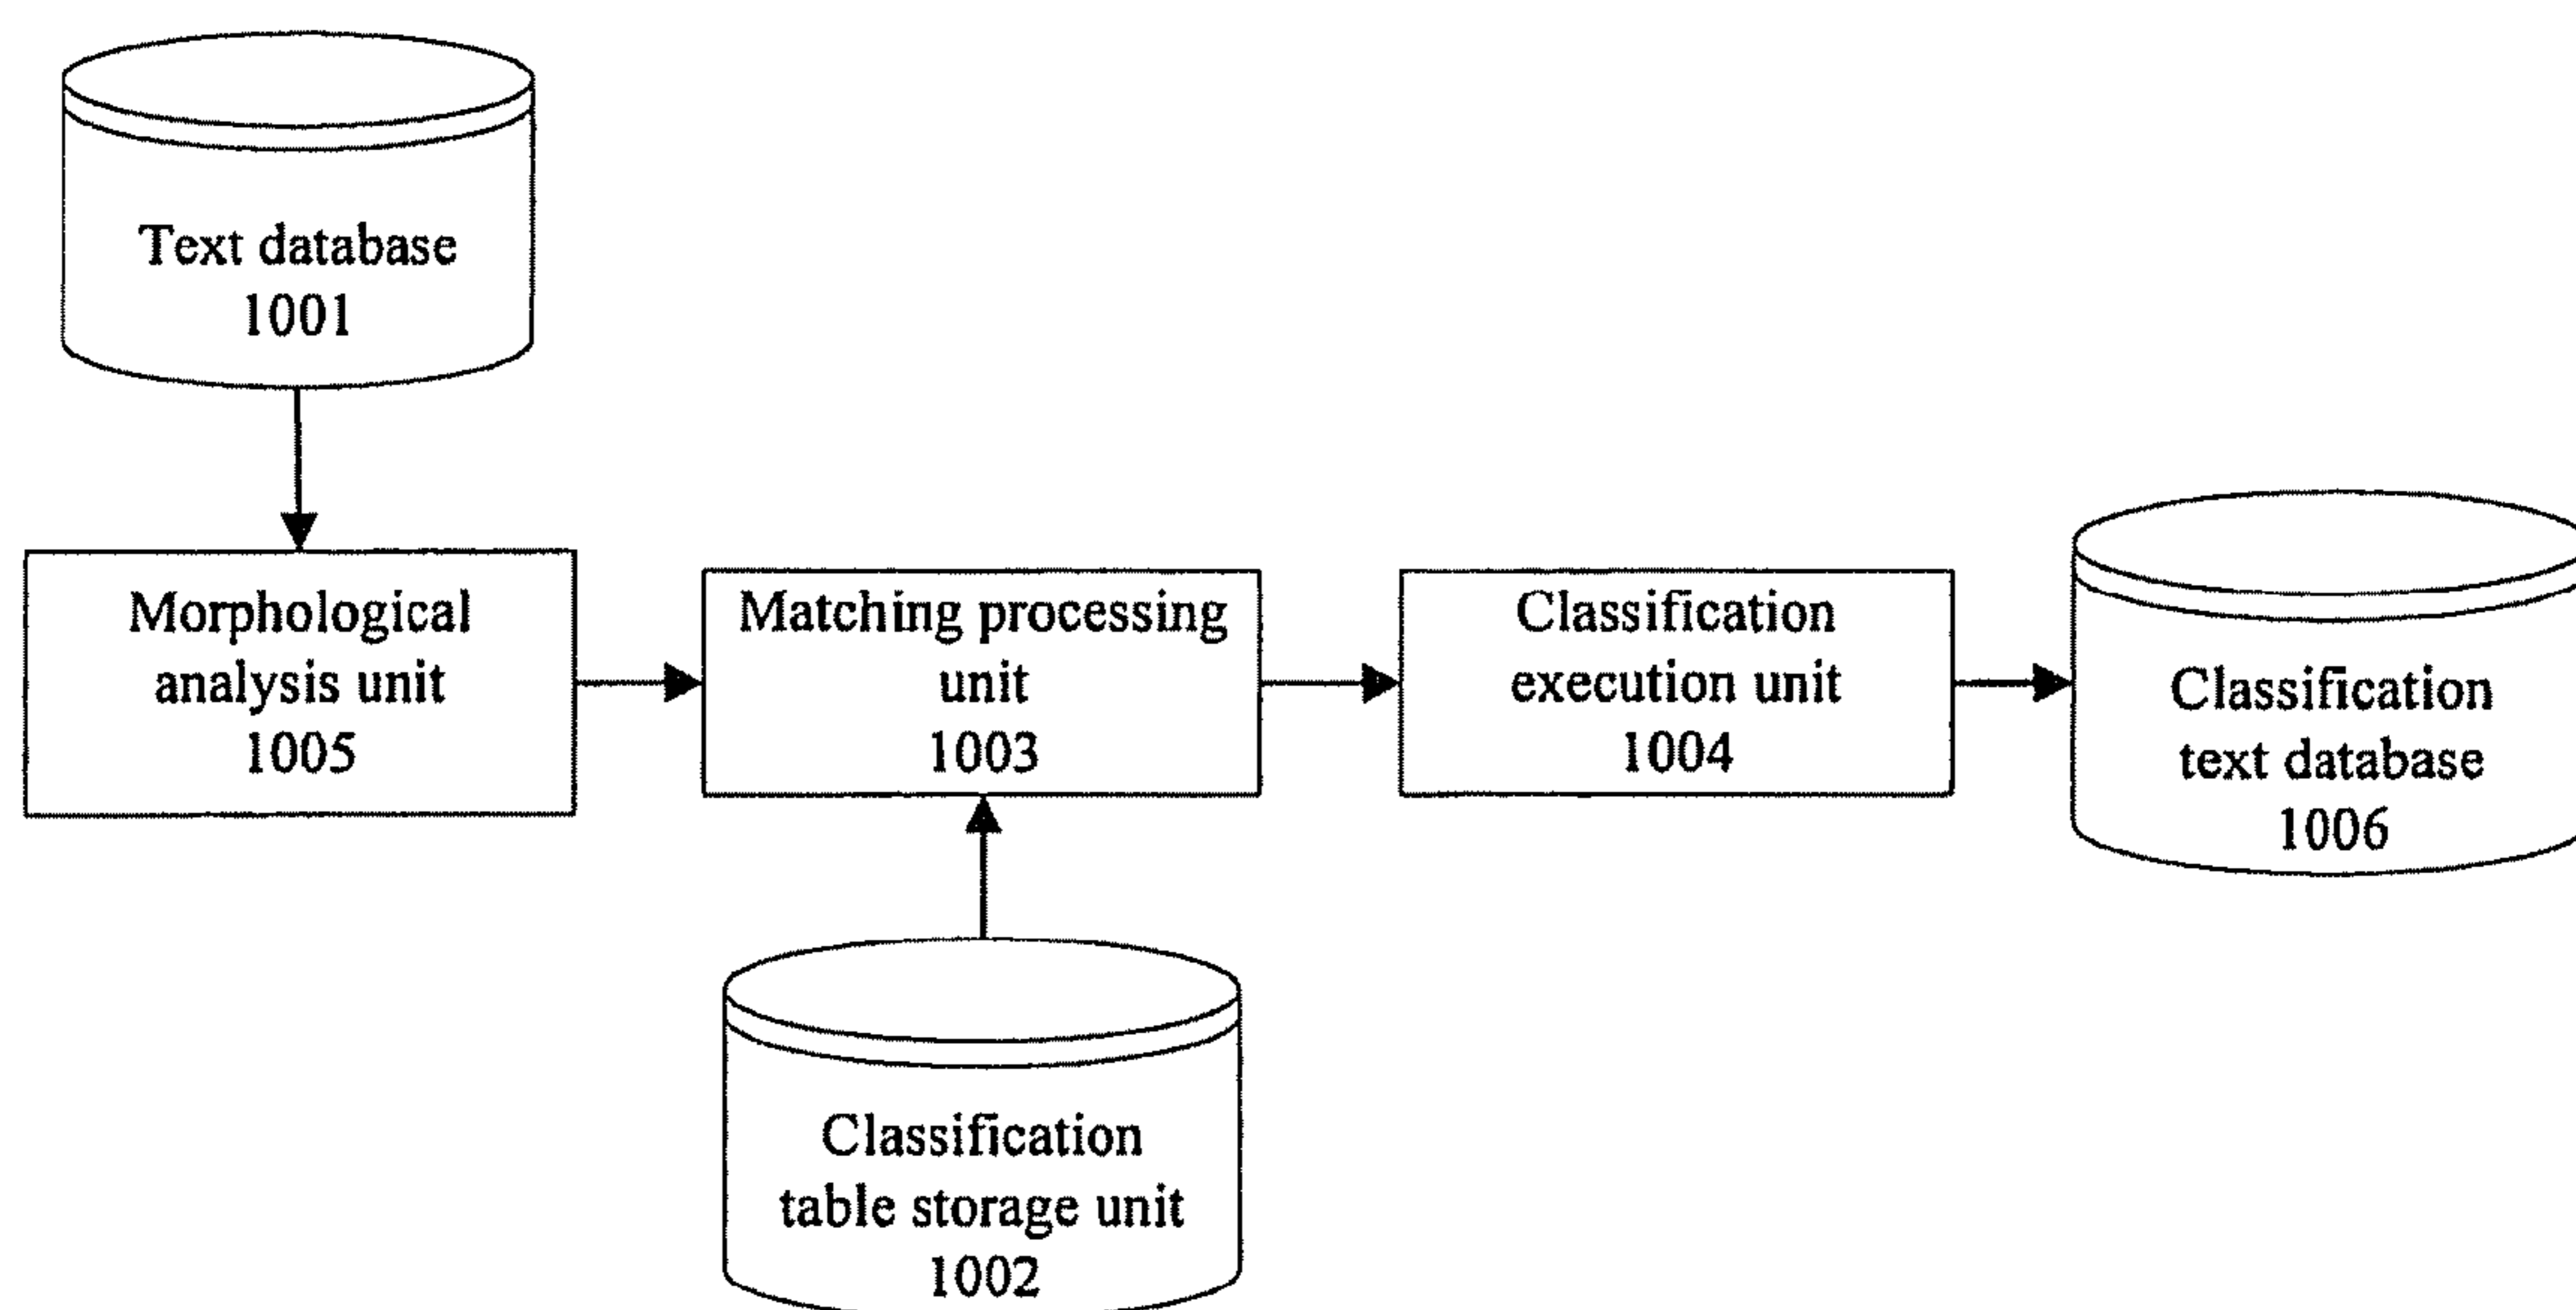 Text database
1001
Morphological
analysis unit
1005
Matching processing
unit
1003
Classification
execution unit
1004
Classification
text database
1006
Classification
table storage unit
1002